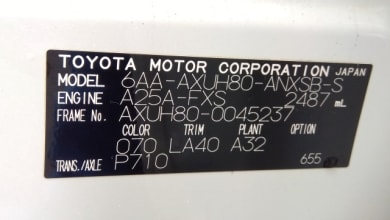 TOYOTA MOTOR CORPORATION JAPAN
MODEL 6AA-AXUH80-ANXSB-S
ENGINE A25A-FXS 2487 mL
FRAME No. AXUH80-0045237
COLOR TRIM PLANT OPTION
070 LA40 A32
TRANS./AXLE P710 655